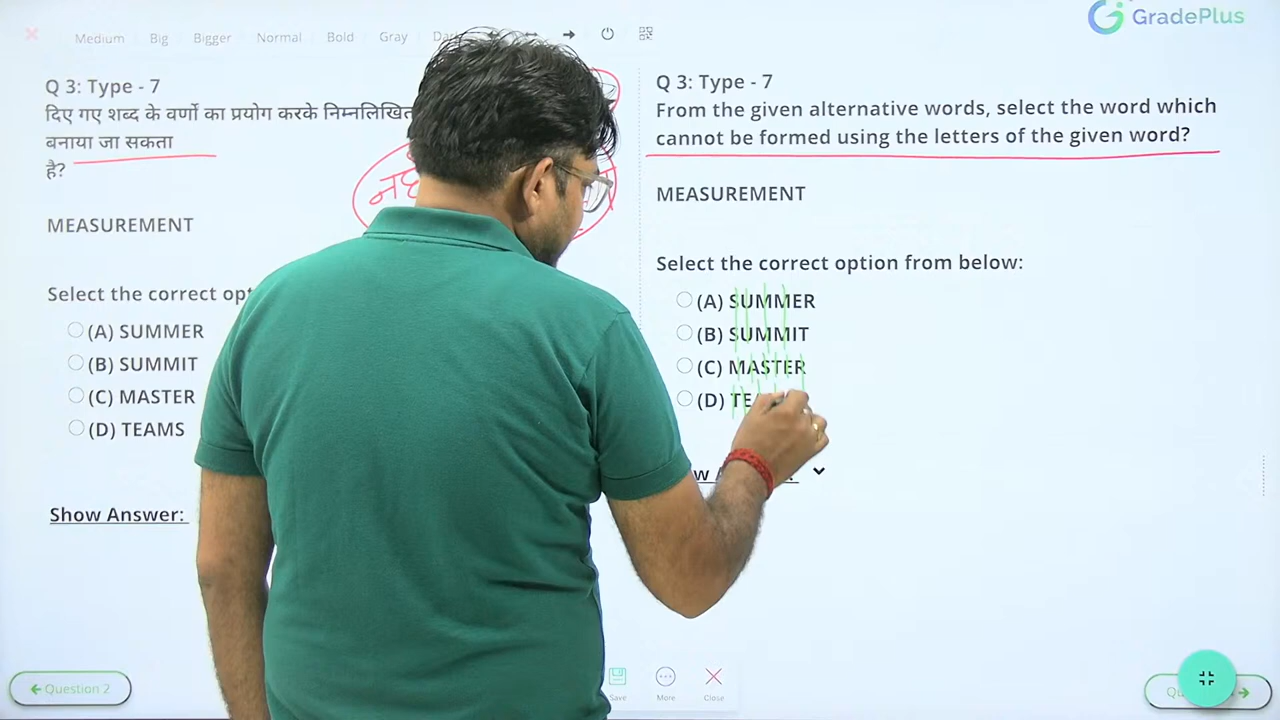 Medium Big Bigger Normal Bold Gray
GradePlus
Q 3: Type - 7
दिए गए शब्द के वर्णों का प्रयोग करके निम्नलिखित
बनाया जा सकता
है?
MEASUREMENT
Select the correct
(A) SUMMER
(B) SUMMIT
(C) MASTER
(D) TEAMS
Show Answer:
Q 3: Type - 7
From the given alternative words, select the word which
cannot be formed using the letters of the given word?
MEASUREMENT
Select the correct option from below:
(A) SUMMER
(B) SUMMIT
(C) MASTER
(D)
Question 2
Save More Close